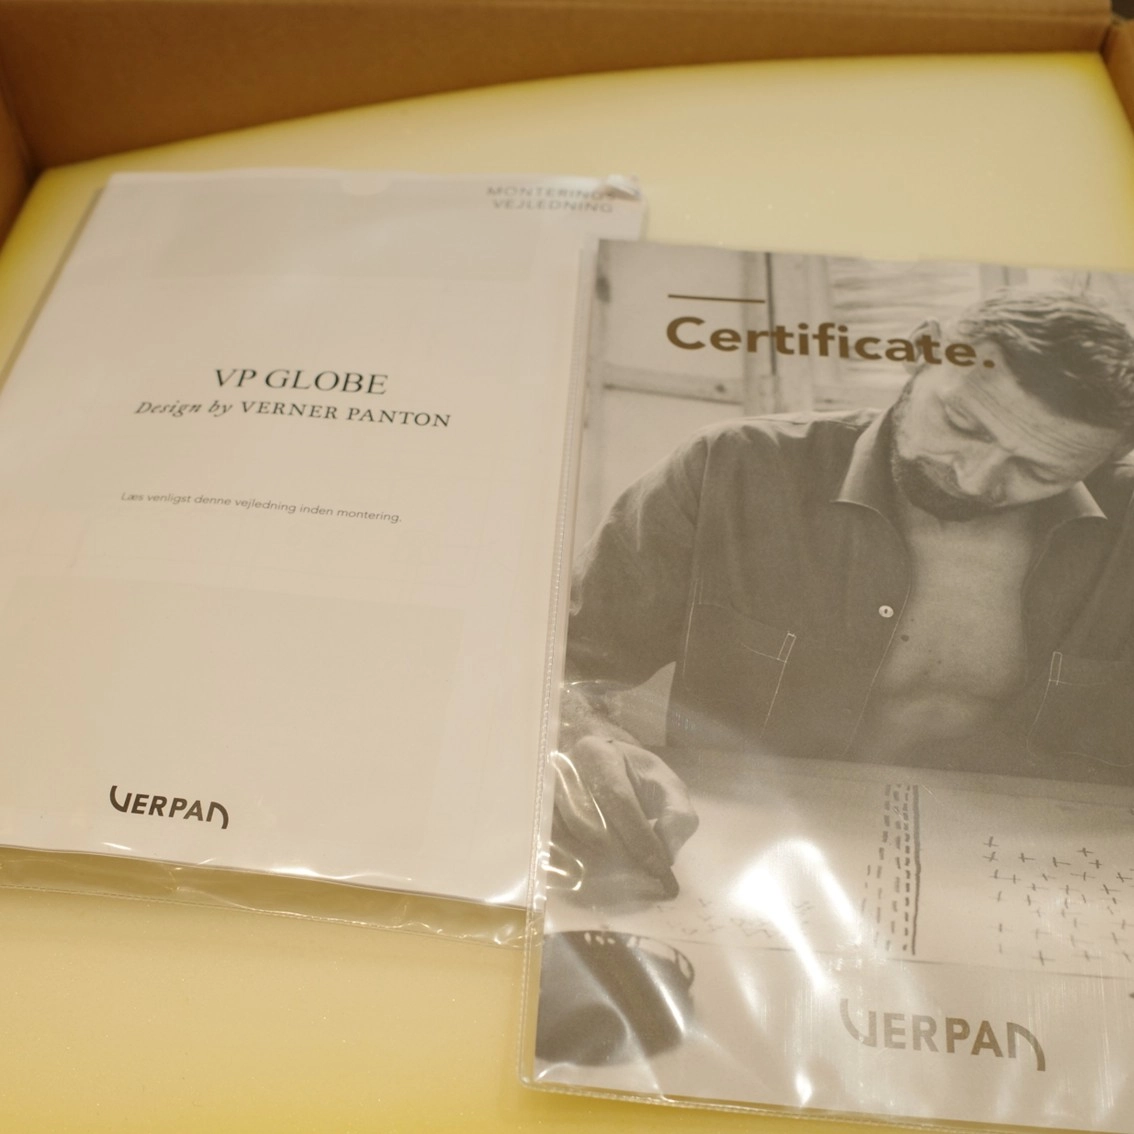 MONTERINGS
VEJLEDNING
VP GLOBE
Design by VERNER PANTON
Læs venligst denne vejledning inden montering.
VERPAN
Certificate.
VERPAN